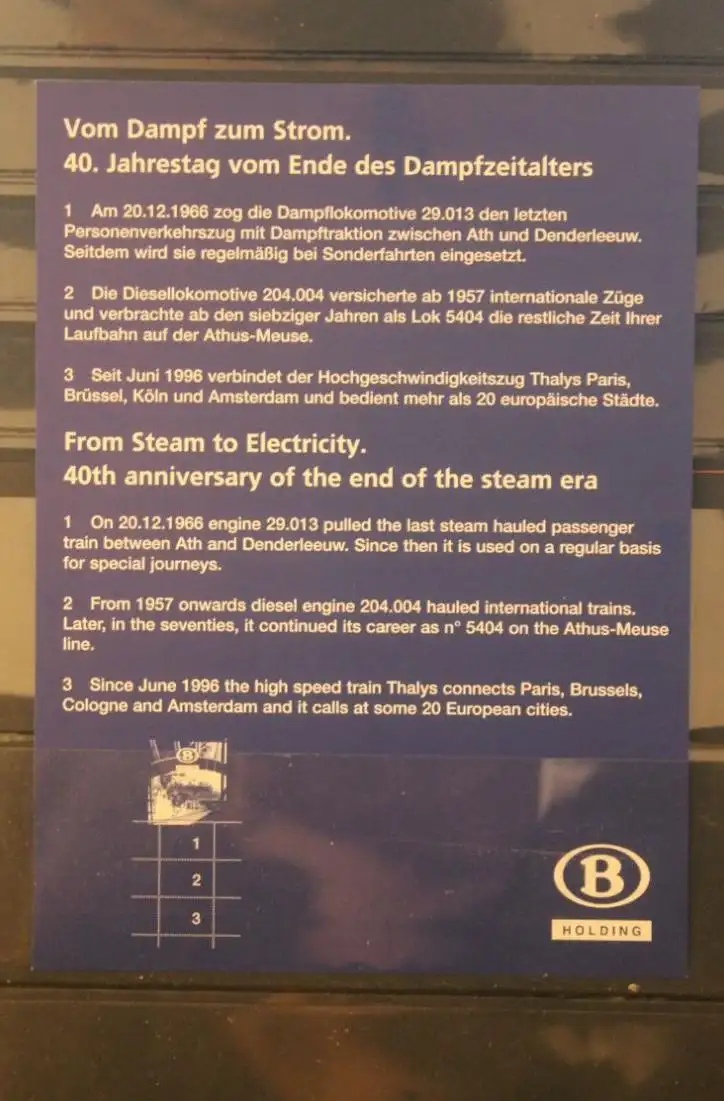 Vom Dampf zum Strom.
40. Jahrestag vom Ende des Dampfzeitalters
1 Am 20.12.1966 zog die Dampflokomotive 29.013 den letzten
Personenverkehrszug mit Dampftraktion zwischen Ath und Denderleeuw.
Seitdem wird sie regelmäßig bei Sonderfahrten eingesetzt.
2 Die Diesellokomotive 204.004 versicherte ab 1957 internationale Züge
und verbrachte ab den siebziger Jahren als Lok 5404 die restliche Zeit Ihrer
Laufbahn auf der Athus-Meuse.
3 Seit Juni 1996 verbindet der Hochgeschwindigkeitszug Thalys Paris,
Brüssel, Köln und Amsterdam und bedient mehr als 20 europäische Städte.
From Steam to Electricity.
40th anniversary of the end of the steam era
1 On 20.12.1966 engine 29.013 pulled the last steam hauled passenger
train between Ath and Denderleeuw. Since then it is used on a regular basis
for special journeys.
2 From 1957 onwards diesel engine 204.004 hauled international trains.
Later, in the seventies, it continued its career as n° 5404 on the Athus-Meuse
line.
3 Since June 1996 the high speed train Thalys connects Paris, Brussels,
Cologne and Amsterdam and it calls at some 20 European cities.
B
1
2
3
B
HOLDING